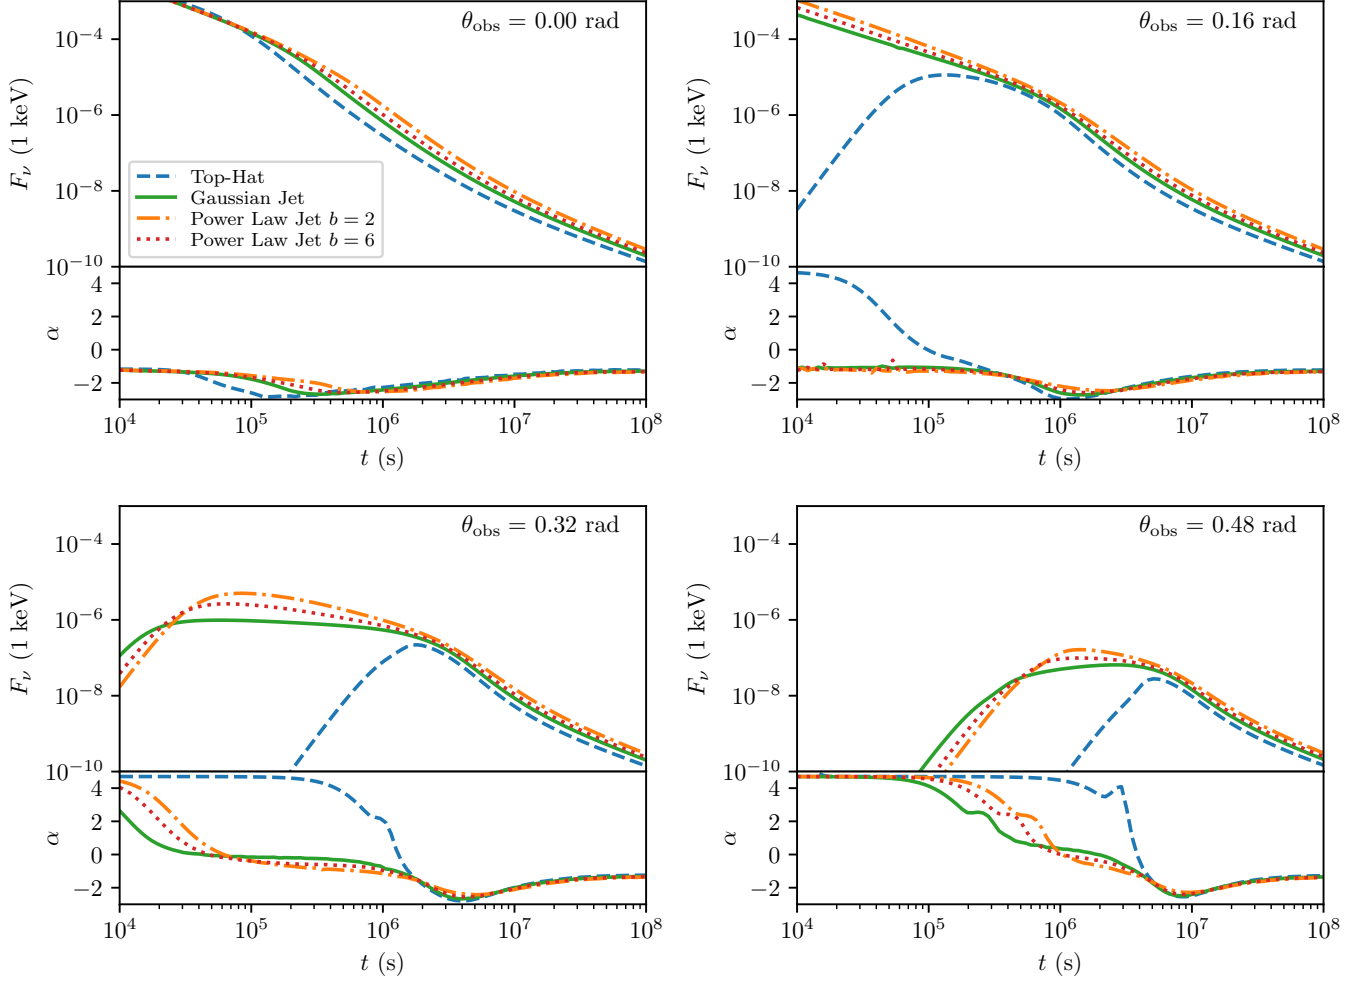 θobs = 0.00 rad
10⁻⁴
10⁻⁶
10⁻⁸
10⁻¹⁰
Fν (1 keV)
Top-Hat
Gaussian Jet
Power Law Jet b = 2
Power Law Jet b = 6
4
2
0
−2
α
10⁴ 10⁵ 10⁶ 10⁷ 10⁸
t (s)
θobs = 0.16 rad
10⁻⁴
10⁻⁶
10⁻⁸
10⁻¹⁰
Fν (1 keV)
4
2
0
−2
α
10⁴ 10⁵ 10⁶ 10⁷ 10⁸
t (s)
θobs = 0.32 rad
10⁻⁴
10⁻⁶
10⁻⁸
10⁻¹⁰
Fν (1 keV)
4
2
0
−2
α
10⁴ 10⁵ 10⁶ 10⁷ 10⁸
t (s)
θobs = 0.48 rad
10⁻⁴
10⁻⁶
10⁻⁸
10⁻¹⁰
Fν (1 keV)
4
2
0
−2
α
10⁴ 10⁵ 10⁶ 10⁷ 10⁸
t (s)